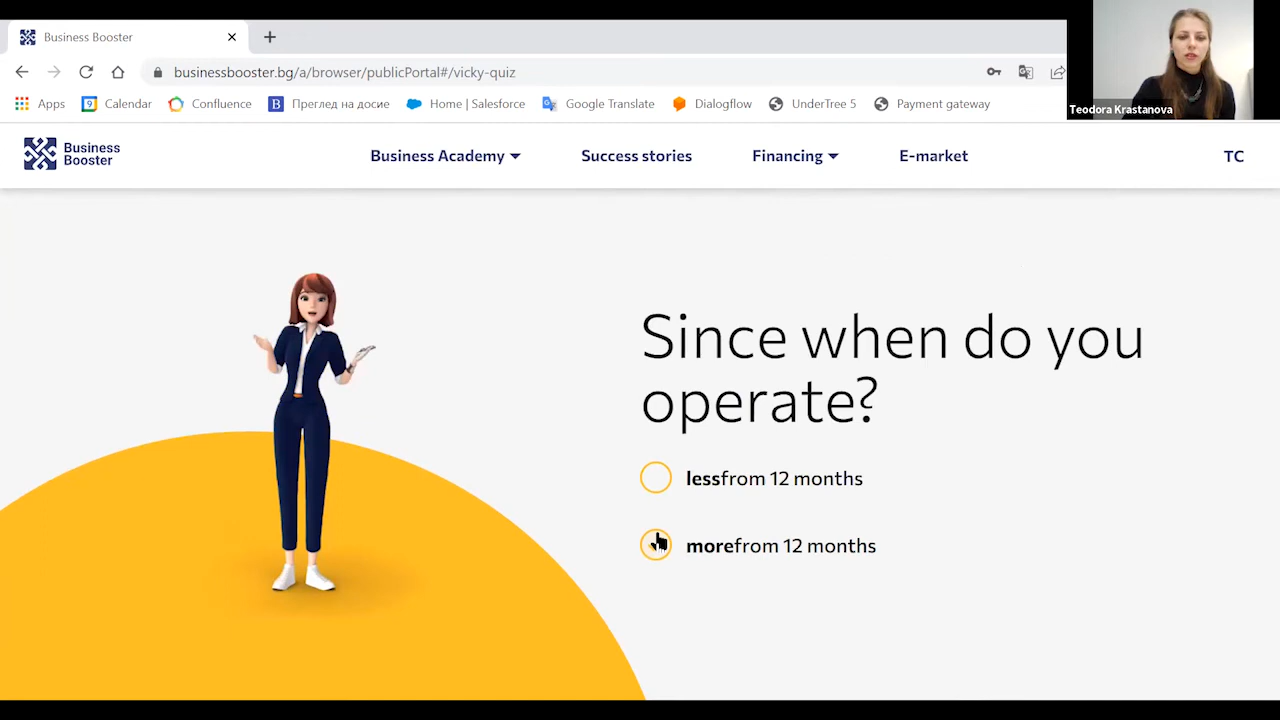 Business Booster
businessbooster.bg/a/browser/publicPortal#/vicky-quiz
Teodora Krastanova
Apps
9
Calendar
Confluence
B
Преглед на досие
Home | Salesforce
Google Translate
Dialogflow
UnderTree 5
Payment gateway
Business
Booster
Business Academy
Success stories
Financing
E-market
TC
Since when do you
operate?
lessfrom 12 months
morefrom 12 months